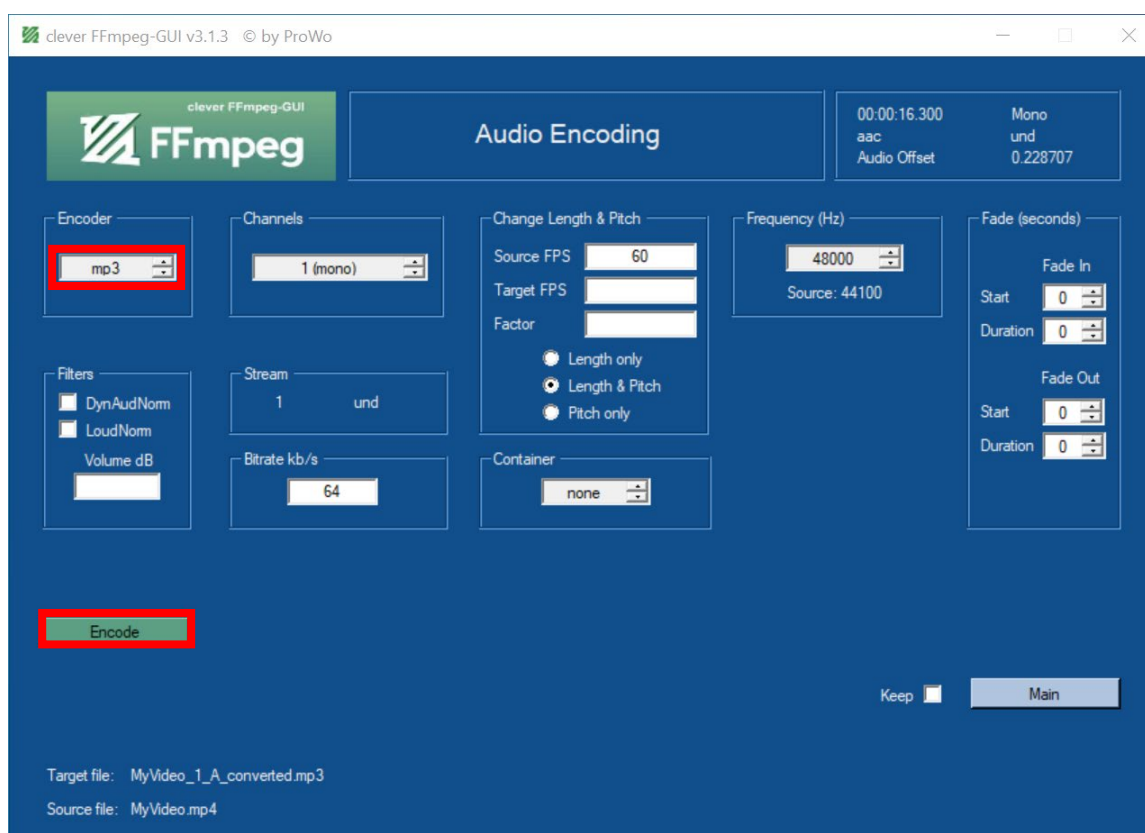 clever FFmpeg-GUI v3.1.3 © by ProWo
clever FFmpeg-GUI
FFmpeg
Audio Encoding
00:00:16.300 Mono
aac und
Audio Offset 0.228707
Encoder
mp3
Channels
1 (mono)
Change Length & Pitch
Source FPS 60
Target FPS
Factor
Length only
Length & Pitch
Pitch only
Frequency (Hz)
48000
Source: 44100
Fade (seconds)
Fade In
Start 0
Duration 0
Fade Out
Start 0
Duration 0
Filters
DynAudNorm
LoudNorm
Volume dB
Stream
1 und
Bitrate kb/s
64
Container
none
Encode
Keep
Main
Target file: MyVideo_1_A_converted.mp3
Source file: MyVideo.mp4